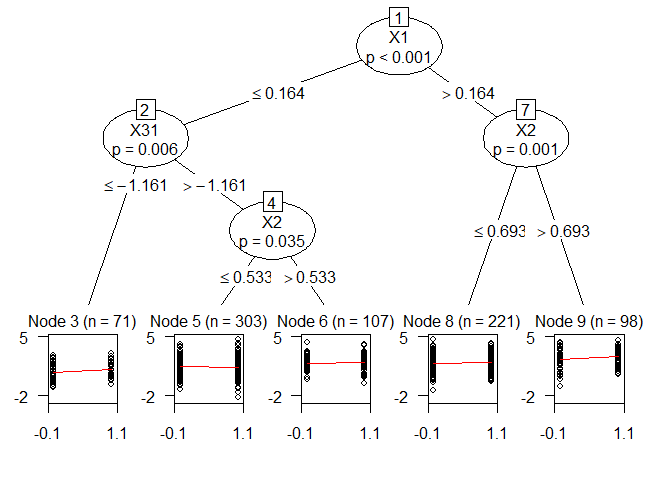 1
X1
p < 0.001
≤ 0.164
> 0.164
2
X31
p = 0.006
7
X2
p = 0.001
≤ −1.161
> −1.161
4
X2
p = 0.035
≤ 0.693
> 0.693
≤ 0.533
> 0.533
Node 3 (n = 71)
Node 5 (n = 303)
Node 6 (n = 107)
Node 8 (n = 221)
Node 9 (n = 98)
5
5
5
5
5
-2
-2
-2
-2
-2
-0.1
1.1
-0.1
1.1
-0.1
1.1
-0.1
1.1
-0.1
1.1